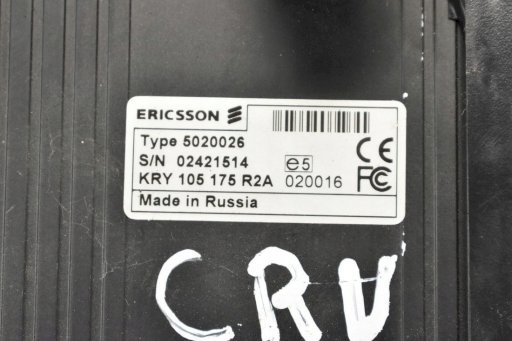 ERICSSON
Type 5020026
S/N 02421514 e5
KRY 105 175 R2A 020016
CE
FC
Made in Russia
CRV